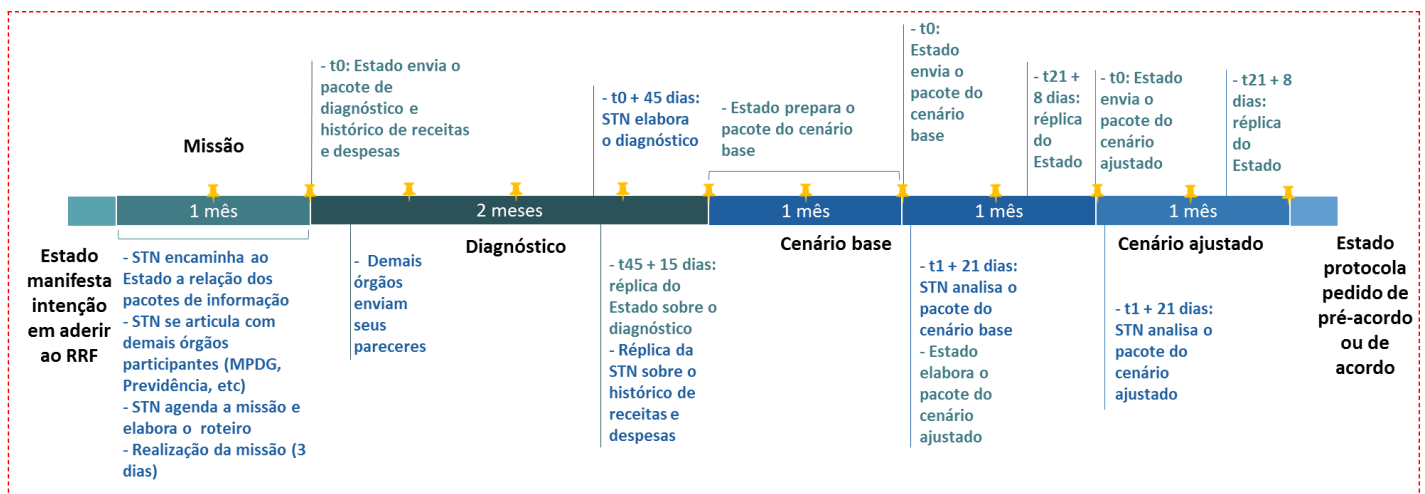 Missão
- t0: Estado envia o
pacote de
diagnóstico e
histórico de receitas
e despesas
- t0 + 45 dias:
STN elabora
o diagnóstico
- Estado prepara o
pacote do cenário
base
- t0:
Estado
envia o
pacote do
cenário
base
- t21 +
8 dias:
réplica
do
Estado
- t0: Estado
envia o
pacote do
cenário
ajustado
- t21 + 8
dias:
réplica
do
Estado
1 mês
2 meses
1 mês
1 mês
1 mês
Estado
manifesta
intenção
em aderir
ao RRF
- STN encaminha ao
Estado a relação dos
pacotes de informação
- STN se articula com
demais órgãos
participantes (MPDG,
Previdência, etc)
- STN agenda a missão e
elabora o roteiro
- Realização da missão (3
dias)
- Demais
órgãos
enviam
seus
pareceres
Diagnóstico
- t45 + 15 dias:
réplica do
Estado sobre o
diagnóstico
- Réplica da
STN sobre o
histórico de
receitas e
despesas
Cenário base
- t1 + 21 dias:
STN analisa o
pacote do
cenário base
- Estado
elabora o
pacote do
cenário
ajustado
Cenário ajustado
- t1 + 21 dias:
STN analisa o
pacote do
cenário
ajustado
Estado
protocola
pedido de
pré-acordo
ou de
acordo